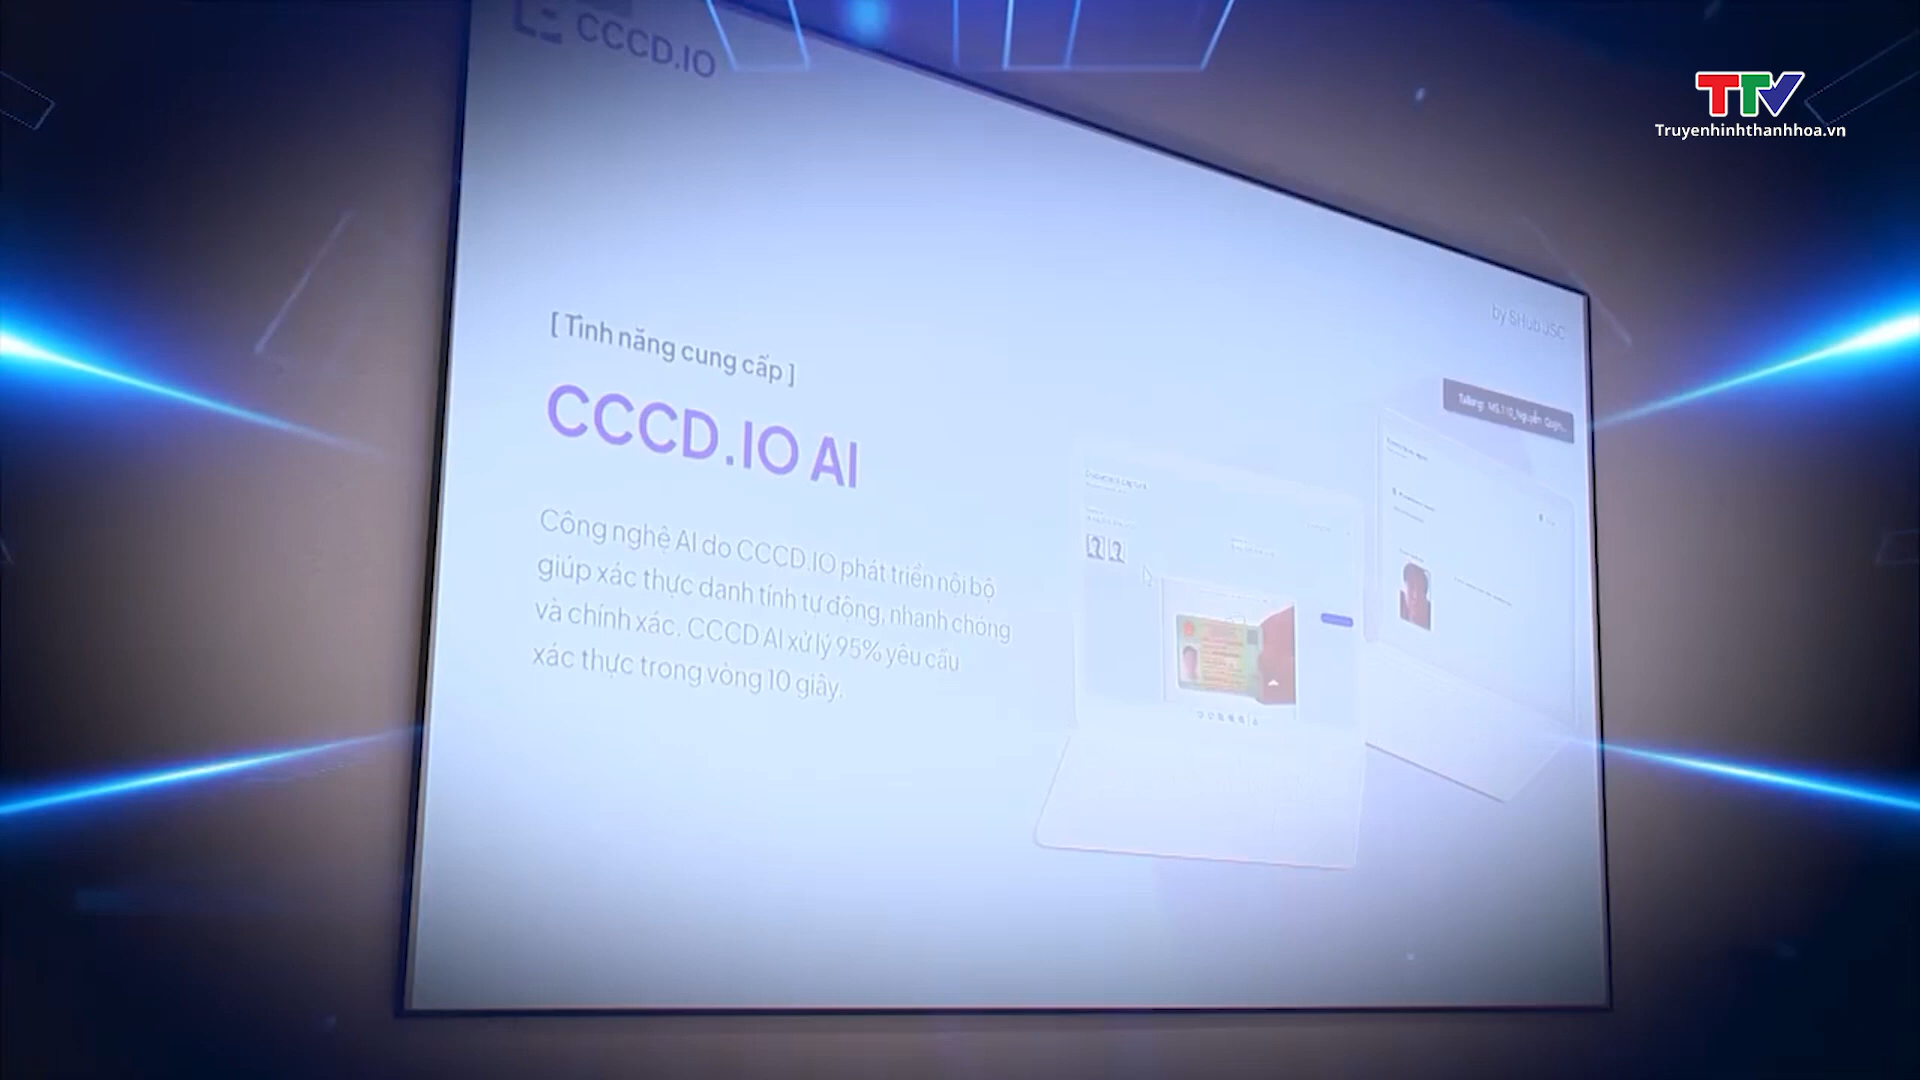 CCCD.IO
TTV
Truyenhinhthanhhoa.vn
by SHub JSC
[ Tính năng cung cấp ]
CCCD.IO AI
Công nghệ AI do CCCD.IO phát triển nội bộ
giúp xác thực danh tính tự động, nhanh chóng
và chính xác. CCCD AI xử lý 95% yêu cầu
xác thực trong vòng 10 giây.